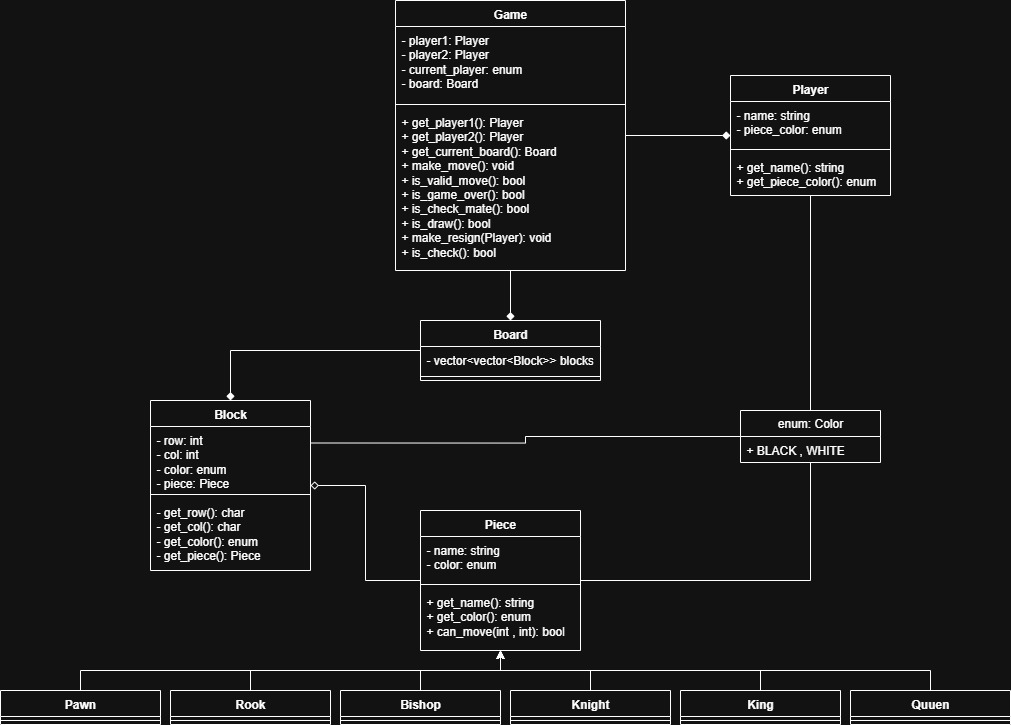 Game
- player1: Player
- player2: Player
- current_player: enum
- board: Board
+ get_player1(): Player
+ get_player2(): Player
+ get_current_board(): Board
+ make_move(): void
+ is_valid_move(): bool
+ is_game_over(): bool
+ is_check_mate(): bool
+ is_draw(): bool
+ make_resign(Player): void
+ is_check(): bool
Player
- name: string
- piece_color: enum
+ get_name(): string
+ get_piece_color(): enum
Board
- vector<vector<Block>> blocks
Block
- row: int
- col: int
- color: enum
- piece: Piece
- get_row(): char
- get_col(): char
- get_color(): enum
- get_piece(): Piece
enum: Color
+ BLACK , WHITE
Piece
- name: string
- color: enum
+ get_name(): string
+ get_color(): enum
+ can_move(int , int): bool
Pawn
Rook
Bishop
Knight
King
Quuen